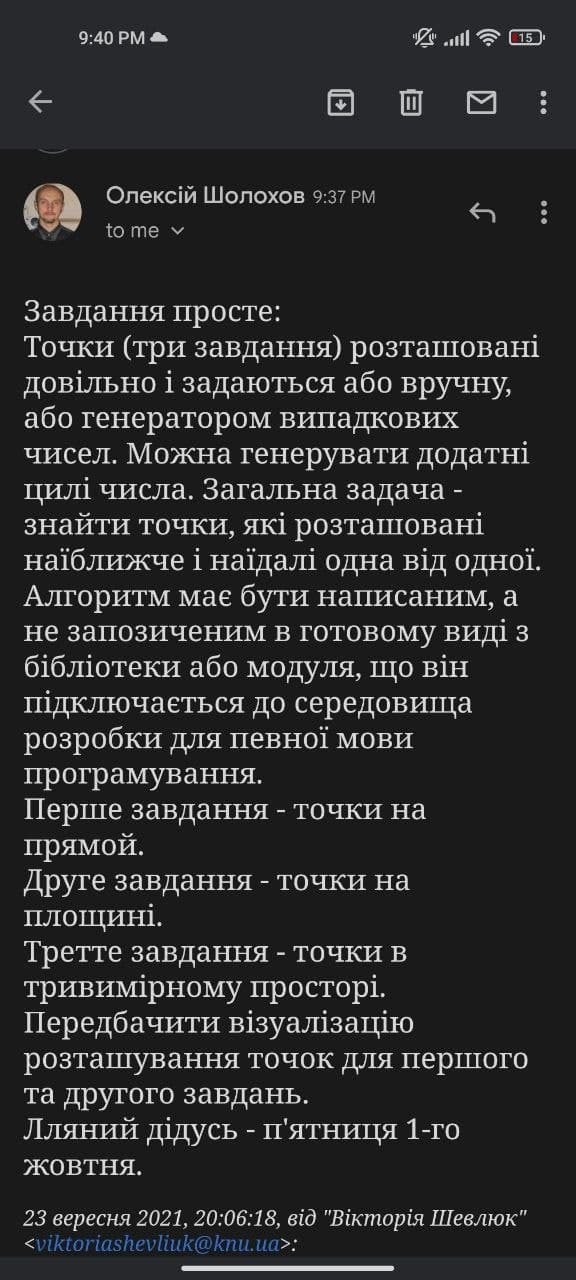 9:40 PM
15
Олексій Шолохов 9:37 PM
to me
Завдання просте:
Точки (три завдання) розташовані
довільно і задаються або вручну,
або генератором випадкових
чисел. Можна генерувати додатні
цілі числа. Загальна задача -
знайти точки, які розташовані
наїближче і наїдалі одна від одної.
Алгоритм має бути написаним, а
не запозиченим в готовому виді з
бібліотеки або модуля, що він
підключається до середовища
розробки для певної мови
програмування.
Перше завдання - точки на
прямой.
Друге завдання - точки на
площині.
Третте завдання - точки в
тривимірному просторі.
Передбачити візуалізацію
розташування точок для першого
та другого завдань.
Лляний дідусь - п'ятниця 1-го
жовтня.
23 вересня 2021, 20:06:18, від "Вікторія Шевлюк"
<viktoriashevliuk@knu.ua>: